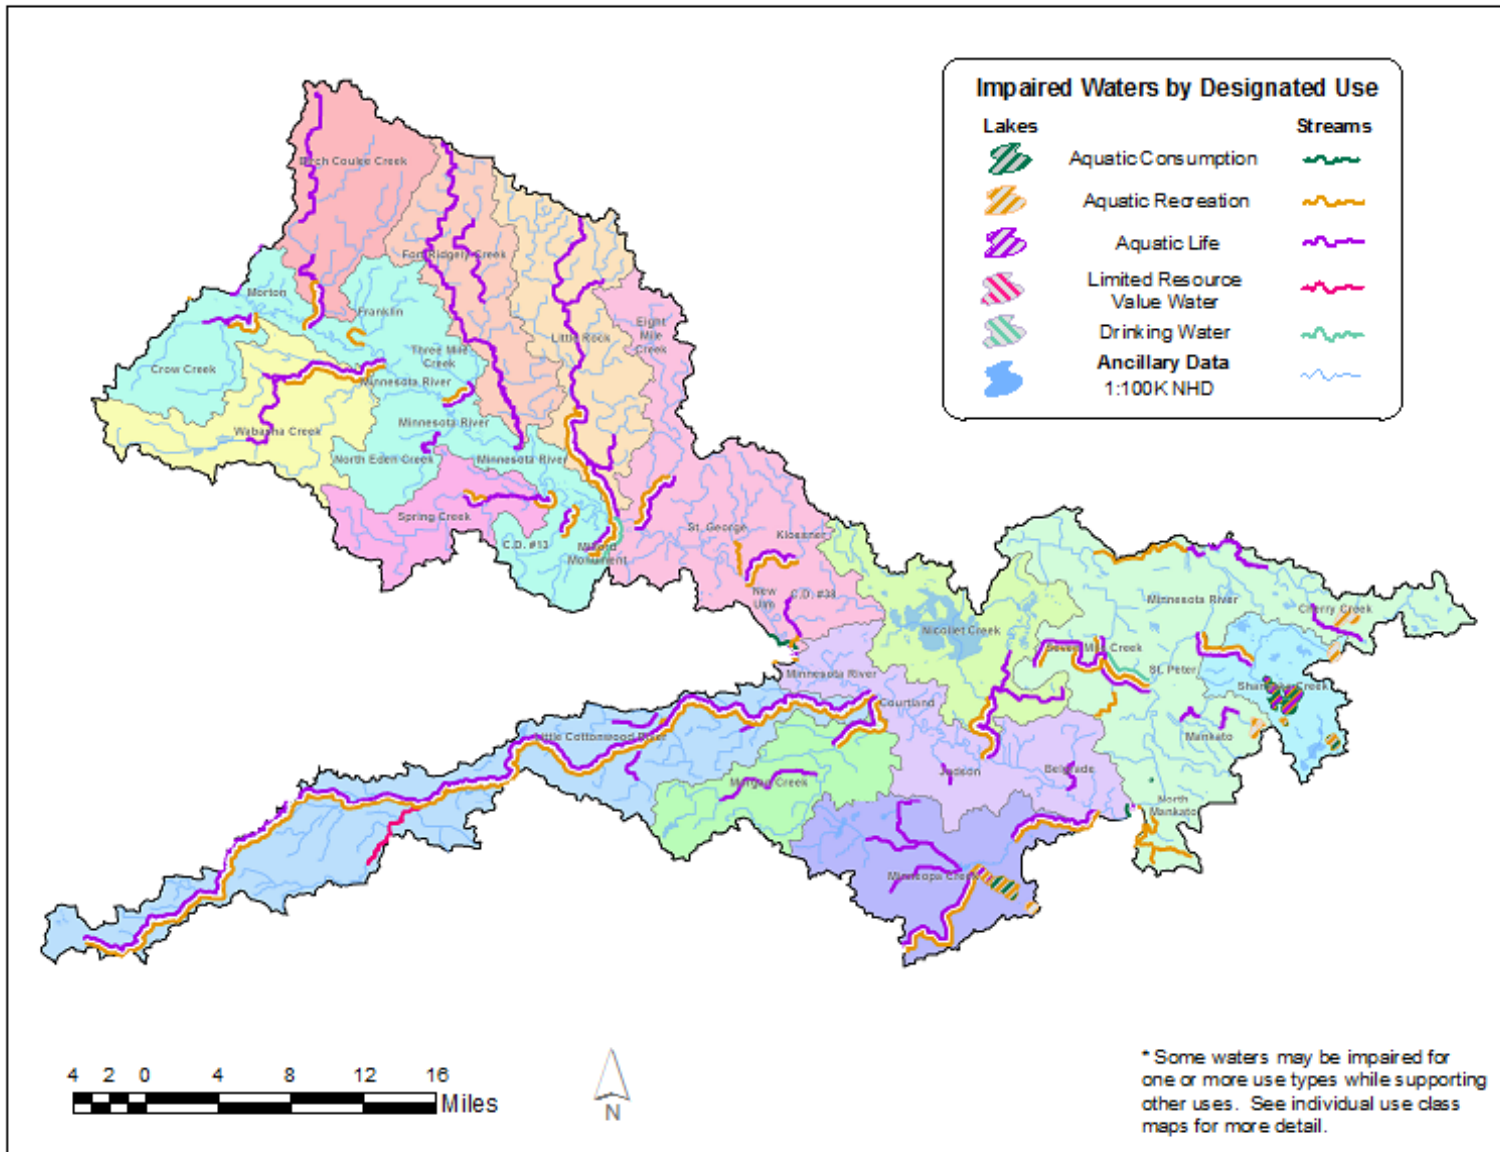 Impaired Waters by Designated Use
Lakes
Streams
Aquatic Consumption
Aquatic Recreation
Aquatic Life
Limited Resource
Value Water
Drinking Water
Ancillary Data
1:100K NHD
Birch Coulee Creek
Fort Ridgely Creek
Morton
Franklin
Eight
Mile
Creek
Little Rock
Three Mile
Creek
Crow Creek
Minnesota River
Minnesota River
Wabasha Creek
North Eden Creek
Minnesota River
Spring Creek
St. George
Klossner
C.D. #13
Milford
Monument
New
Ulm
C.D. #38
Nicollet Creek
Minnesota River
Cherry Creek
Seven Mile Creek
St. Peter
Minnesota River
Shanaska Creek
Courtland
Little Cottonwood River
Mankato
Morgan Creek
Judson
Belgrade
North
Mankato
Minneopa Creek
4 2 0 4 8 12 16
Miles
N
* Some waters may be impaired for
one or more use types while supporting
other uses. See individual use class
maps for more detail.